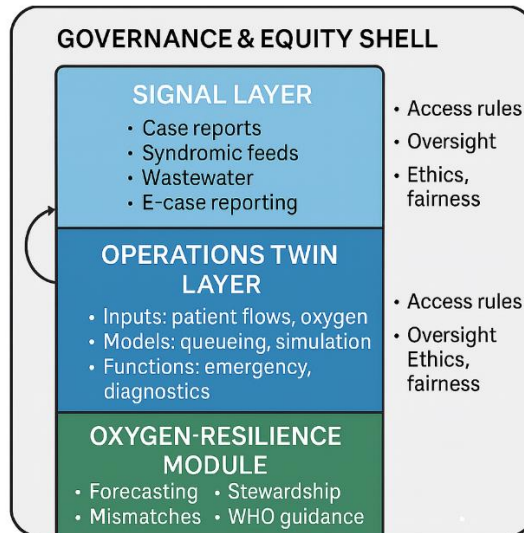 GOVERNANCE & EQUITY SHELL
SIGNAL LAYER
• Case reports
• Syndromic feeds
• Wastewater
• E-case reporting
• Access rules
• Oversight
• Ethics,
fairness
OPERATIONS TWIN
LAYER
• Inputs: patient flows, oxygen
• Models: queueing, simulation
• Functions: emergency,
diagnostics
• Access rules
• Oversight
Ethics,
fairness
OXYGEN-RESILIENCE
MODULE
• Forecasting • Stewardship
• Mismatches • WHO guidance